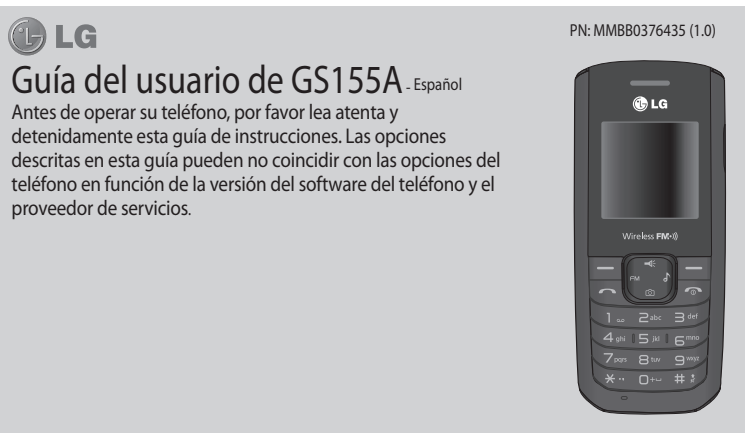 LG
PN: MMBB0376435 (1.0)
Guía del usuario de GS155A - Español
Antes de operar su teléfono, por favor lea atenta y
detenidamente esta guía de instrucciones. Las opciones
descritas en esta guía pueden no coincidir con las opciones del
teléfono en función de la versión del software del teléfono y el
proveedor de servicios.
LG
Wireless FM
FM
1 2 abc 3 def
4 ghi 5 jkl 6 mno
7 pqrs 8 tuv 9 wxyz
* 0 + #